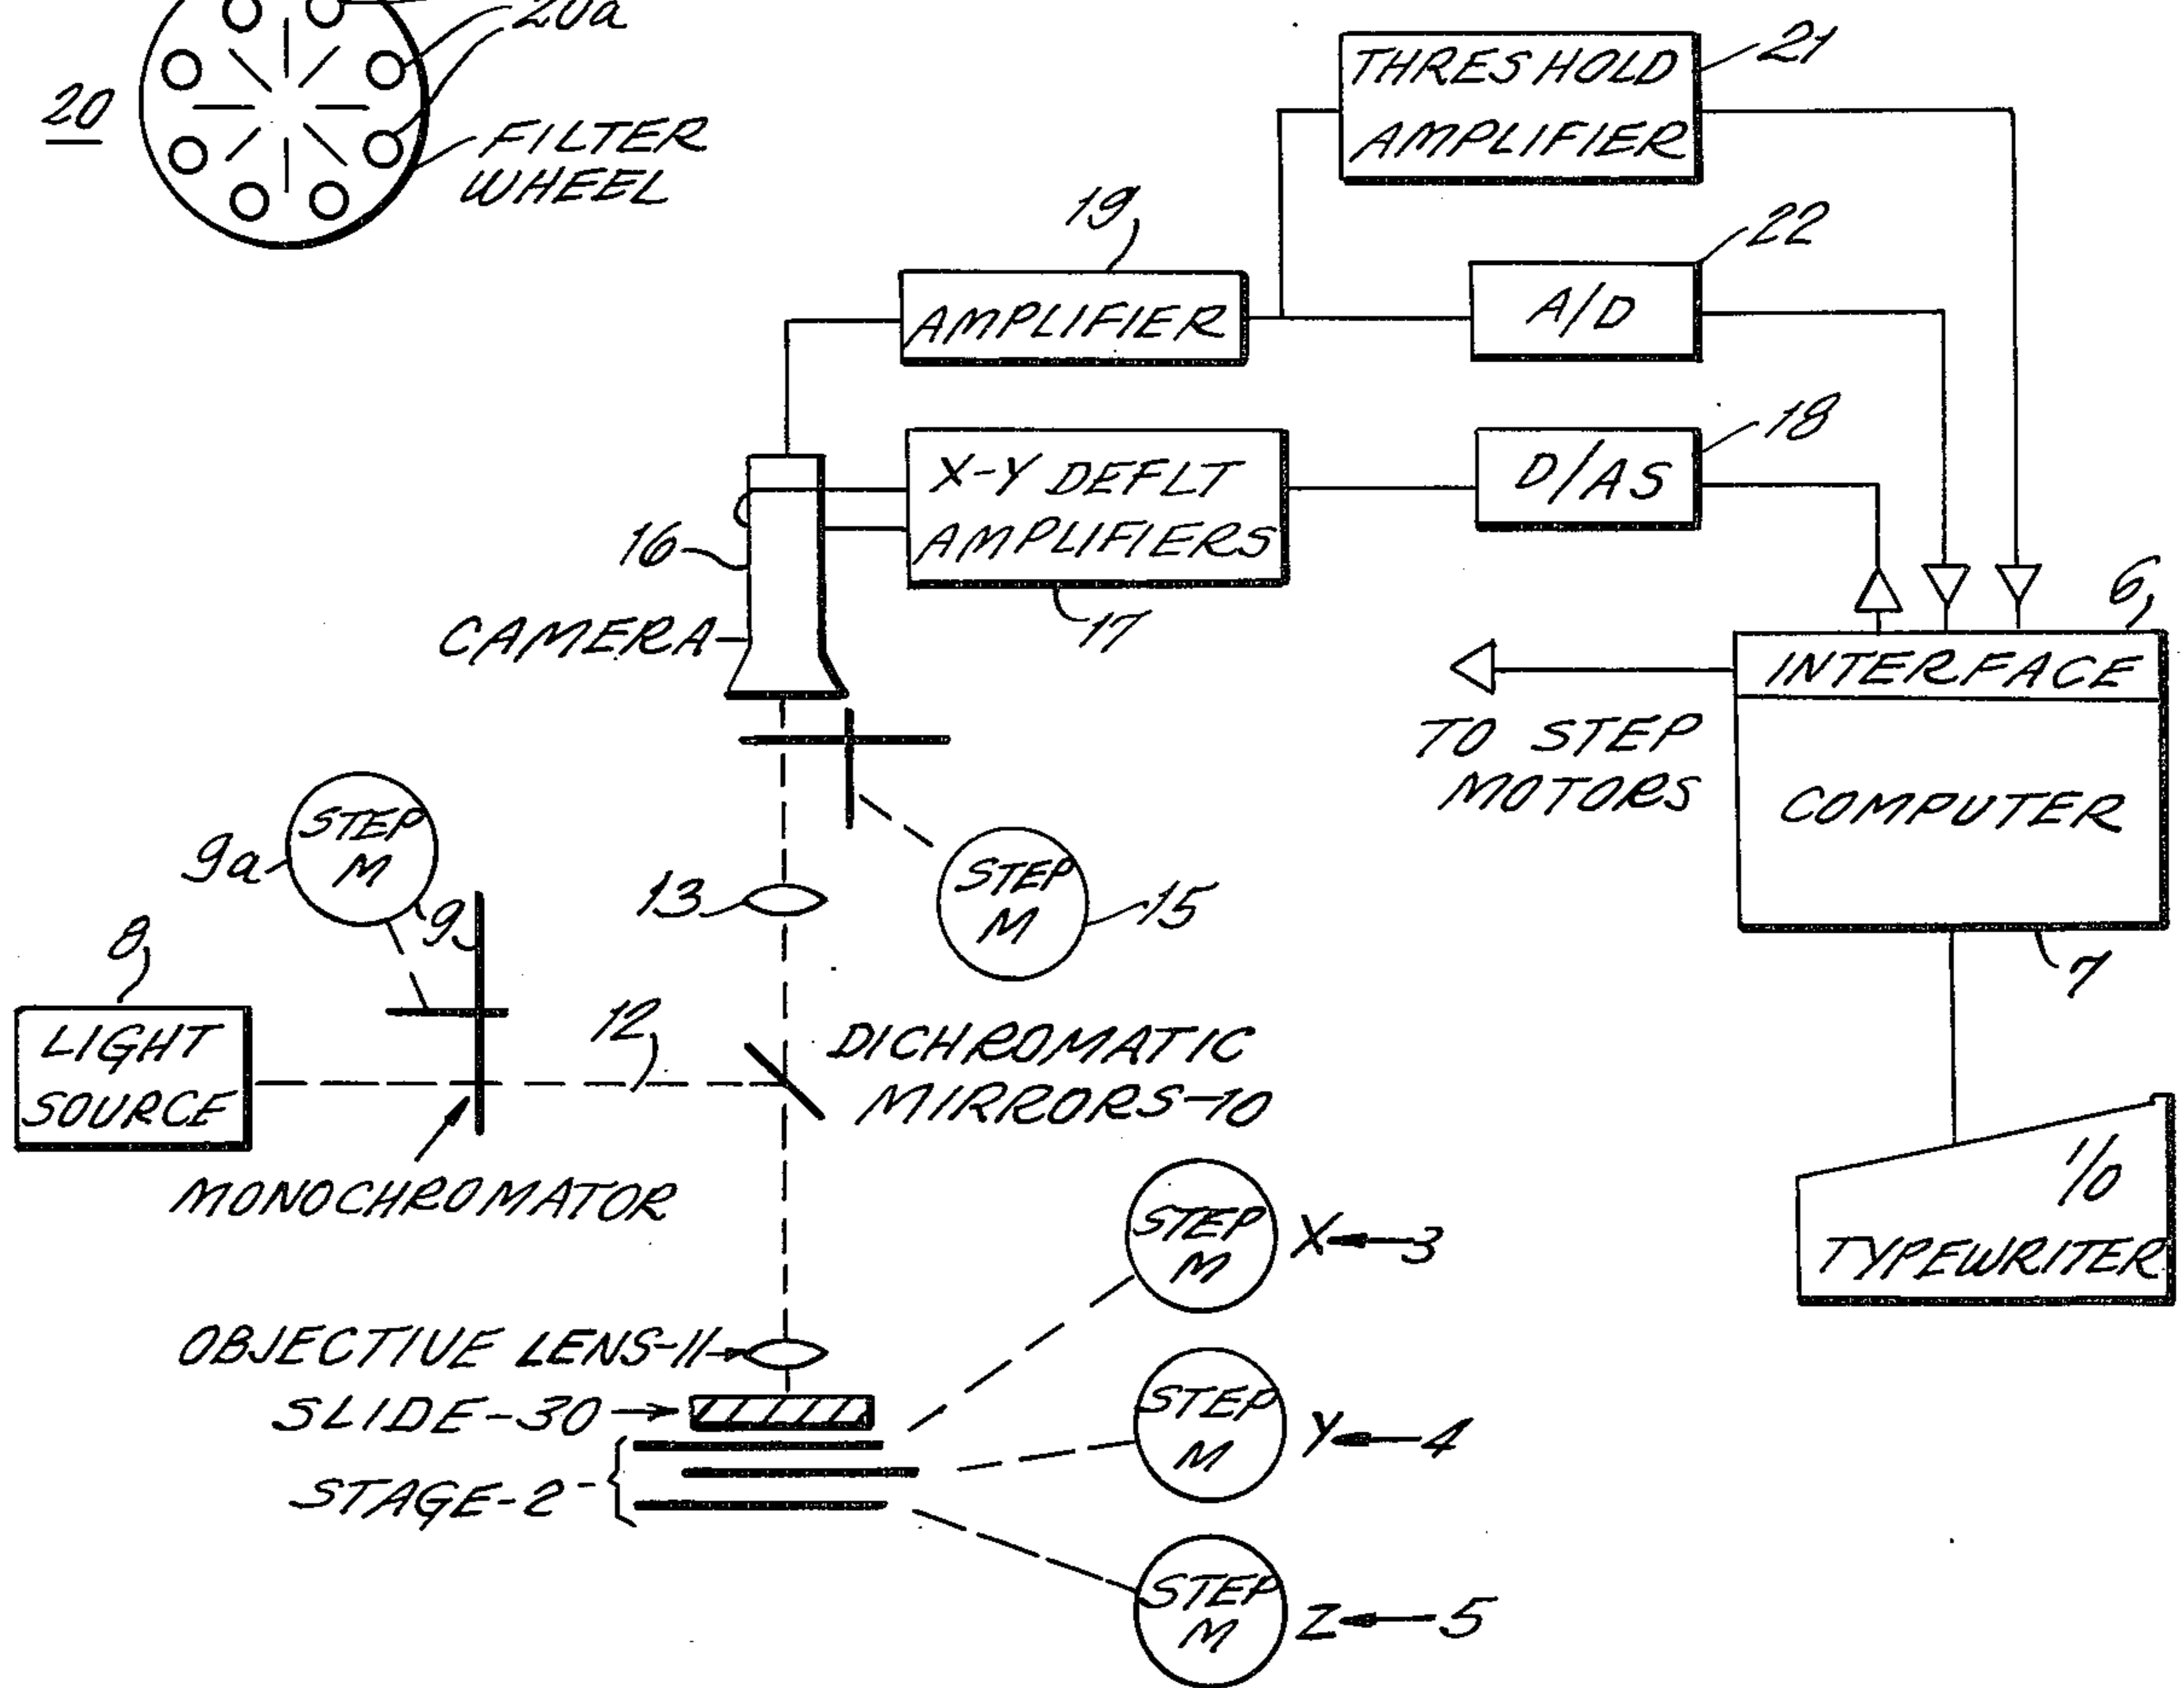 20a
20
FILTER
WHEEL
THRESHOLD
AMPLIFIER
21
19
AMPLIFIER
A/D
22
X-Y DEFLT
AMPLIFIERS
17
D/AS
18
16
CAMERA
6
INTERFACE
COMPUTER
7
TO STEP
MOTORS
STEP
M
9a
9
13
STEP
M
15
8
LIGHT
SOURCE
12
DICHROMATIC
MIRRORS-10
MONOCHROMATOR
I/O
TYPEWRITER
STEP
M
X 3
OBJECTIVE LENS-11
SLIDE-30
STEP
M
Y 4
STAGE-2
STEP
M
Z 5